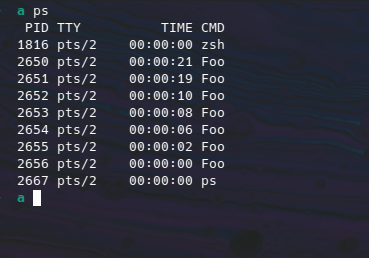 a ps
PID TTY TIME CMD
1816 pts/2 00:00:00 zsh
2650 pts/2 00:00:21 Foo
2651 pts/2 00:00:19 Foo
2652 pts/2 00:00:10 Foo
2653 pts/2 00:00:08 Foo
2654 pts/2 00:00:06 Foo
2655 pts/2 00:00:02 Foo
2656 pts/2 00:00:00 Foo
2667 pts/2 00:00:00 ps
a